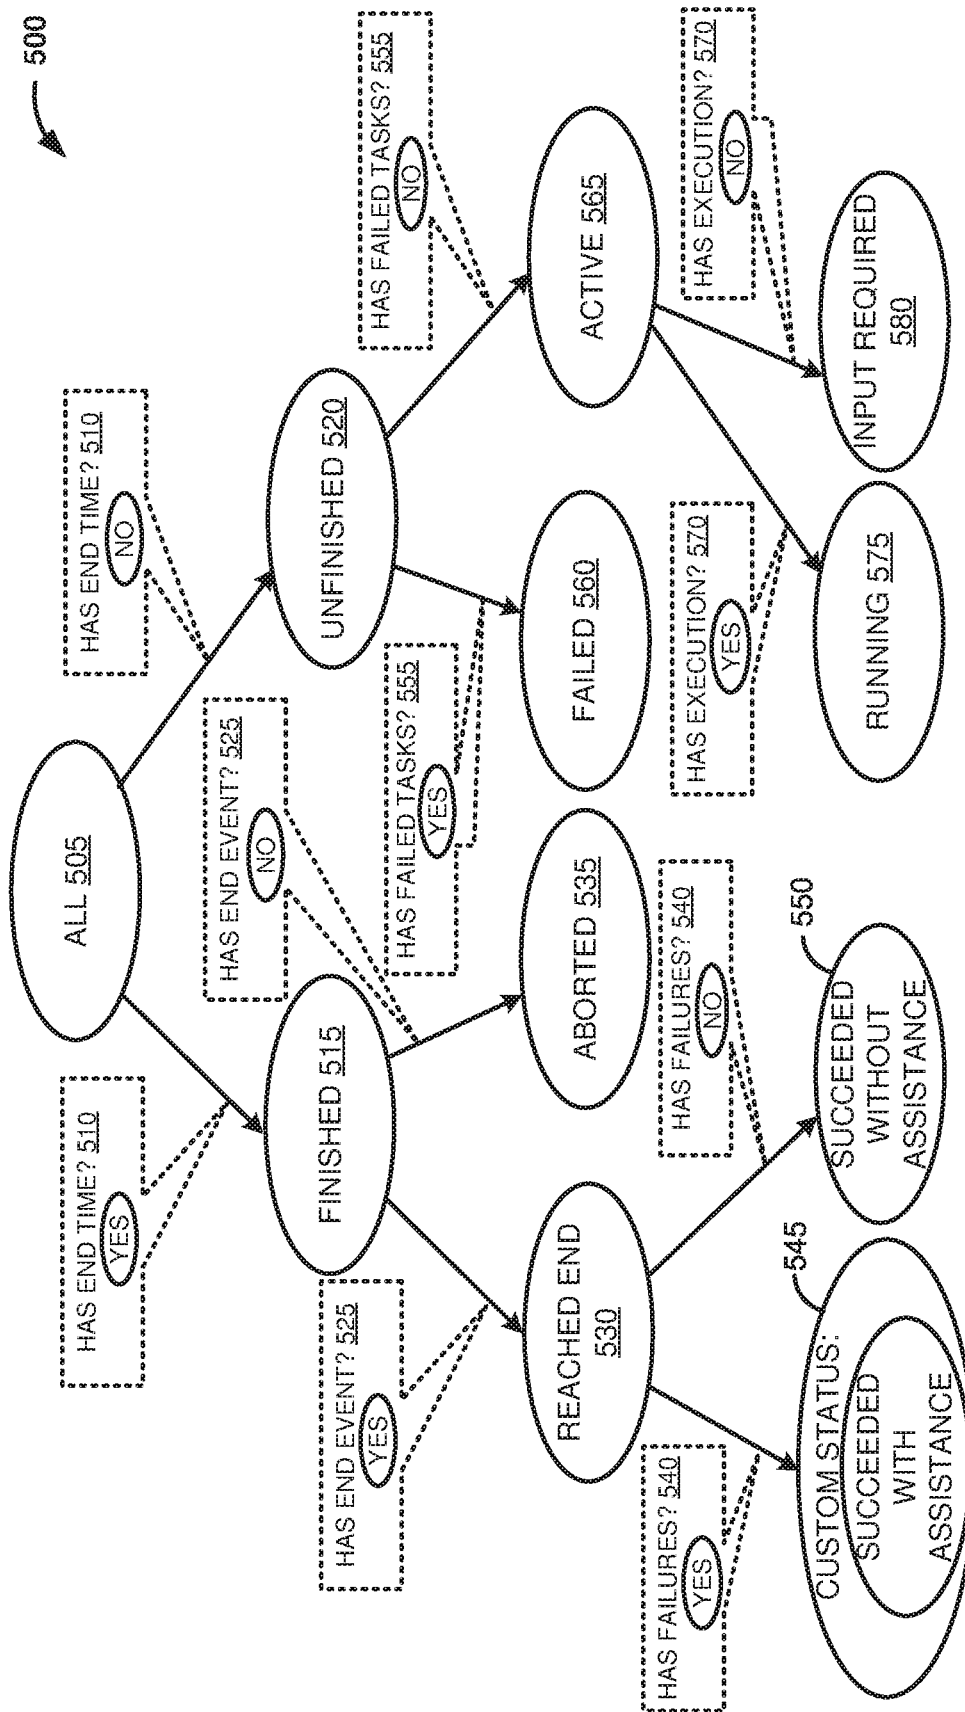 500
ALL 505
HAS END TIME? 510
YES
HAS END TIME? 510
NO
FINISHED 515
UNFINISHED 520
HAS END EVENT? 525
YES
HAS END EVENT? 525
NO
HAS FAILED TASKS? 555
YES
HAS FAILED TASKS? 555
NO
REACHED END
530
ABORTED 535
FAILED 560
ACTIVE 565
HAS FAILURES? 540
YES
HAS FAILURES? 540
NO
HAS EXECUTION? 570
YES
HAS EXECUTION? 570
NO
545
CUSTOM STATUS:
SUCCEEDED
WITH
ASSISTANCE
550
SUCCEEDED
WITHOUT
ASSISTANCE
RUNNING 575
INPUT REQUIRED
580